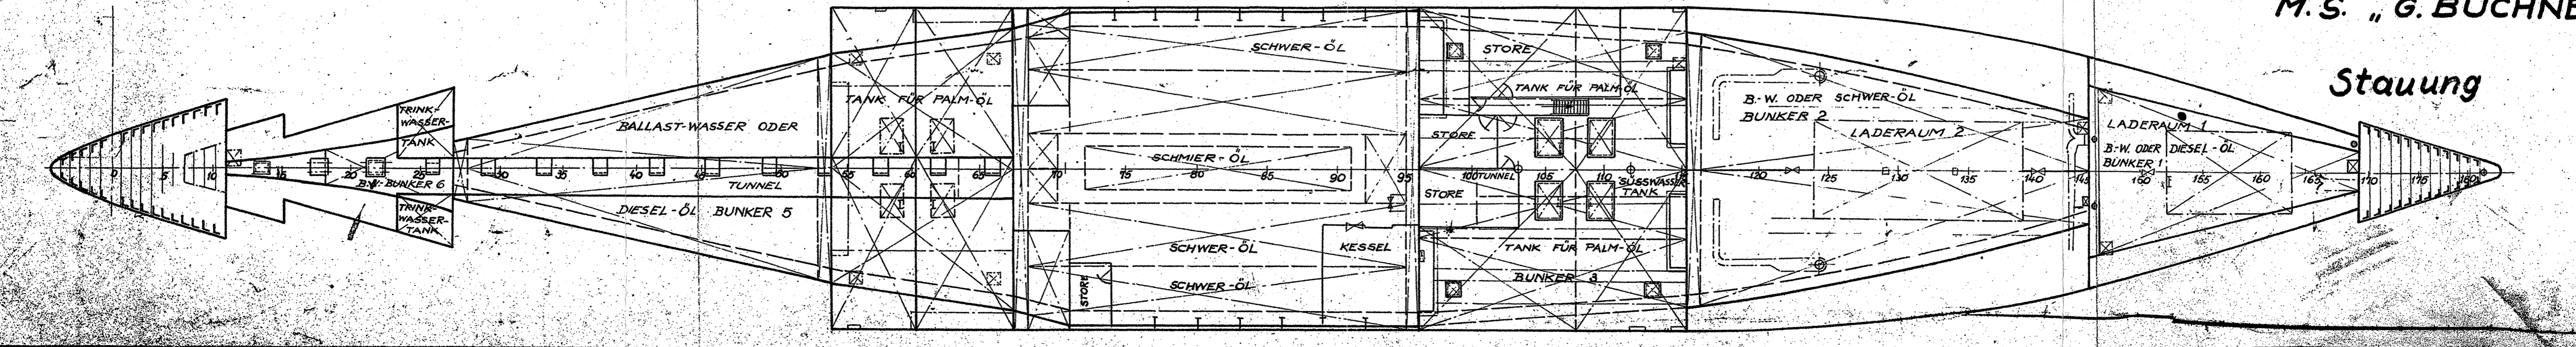 M.S. „G. BÜCHNE
Stauung
SCHWER-ÖL
STORE
TANK FÜR PALM-ÖL
TANK FÜR PALM-ÖL
B.-W. ODER SCHWER-ÖL
BUNKER 2
LADERAUM 2
LADERAUM 1
B.-W. ODER DIESEL-ÖL
BUNKER 1
TRINK-
WASSER-
TANK
BALLAST-WASSER ODER
STORE
SCHMIER-ÖL
0 5 10 15 20 25 30 35 40 45 50 55 60 65 70 75 80 85 90 95 100 TUNNEL 105 110 115 120 125 130 135 140 145 150 155 160 165 170 175 180
B.W. BUNKER 6
TUNNEL
STORE
SÜSSWASSER
TANK
TRINK-
WASSER-
TANK
DIESEL-ÖL BUNKER 5
SCHWER-ÖL
KESSEL
TANK FÜR PALM-ÖL
BUNKER 3
STORE
SCHWER-ÖL